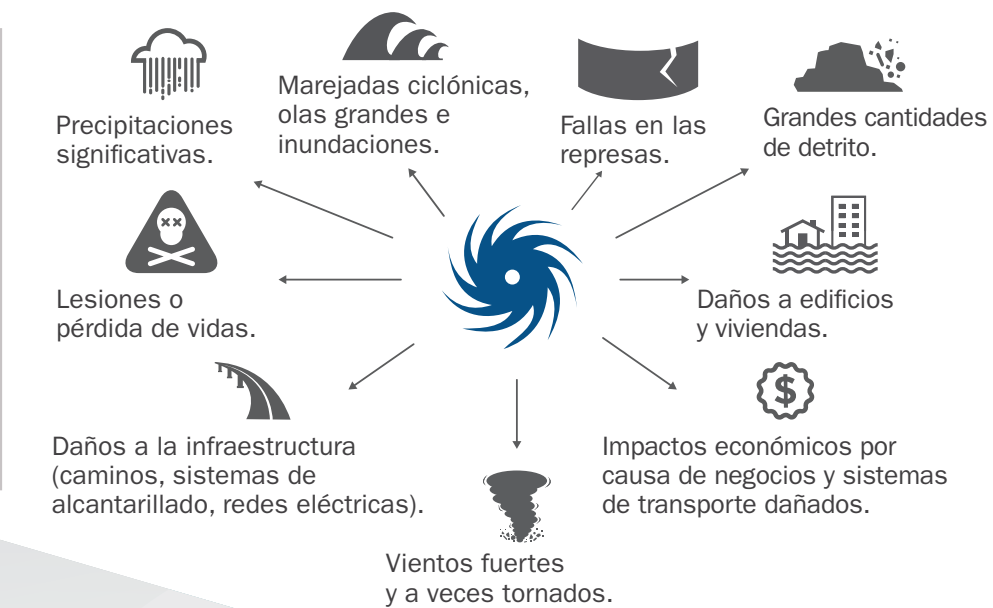 Precipitaciones
significativas.
Marejadas ciclónicas,
olas grandes e
inundaciones.
Fallas en las
represas.
Grandes cantidades
de detrito.
Lesiones o
pérdida de vidas.
Daños a edificios
y viviendas.
$
Daños a la infraestructura
(caminos, sistemas de
alcantarillado, redes eléctricas).
Impactos económicos por
causa de negocios y sistemas
de transporte dañados.
Vientos fuertes
y a veces tornados.